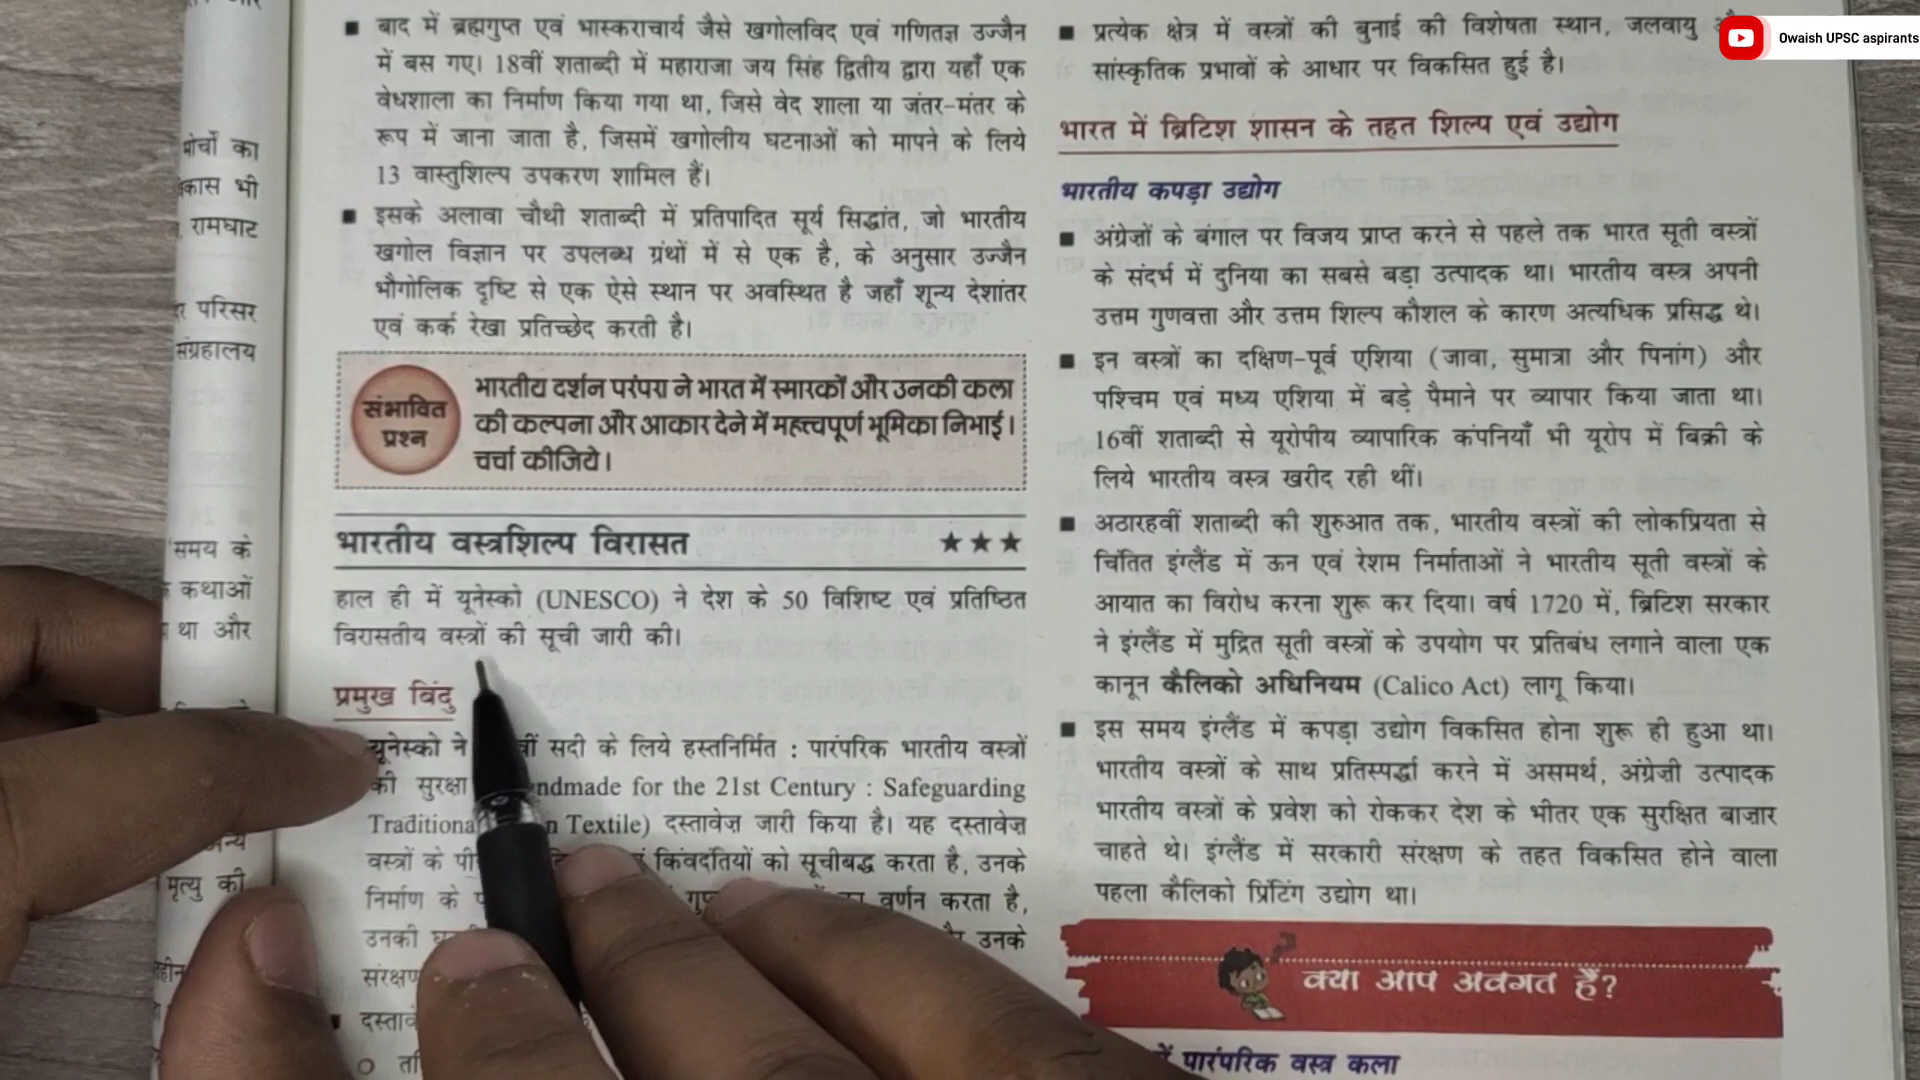 मोर्चों का
विकास भी
रामघाट
परिसर
संग्रहालय
समय के
कथाओं
था और
मृत्यु की
बाद में ब्रह्मगुप्त एवं भास्कराचार्य जैसे खगोलविद एवं गणितज्ञ उज्जैन
में बस गए। 18वीं शताब्दी में महाराजा जय सिंह द्वितीय द्वारा यहाँ एक
वेधशाला का निर्माण किया गया था, जिसे वेद शाला या जंतर-मंतर के
रूप में जाना जाता है, जिसमें खगोलीय घटनाओं को मापने के लिये
13 वास्तुशिल्प उपकरण शामिल हैं।
इसके अलावा चौथी शताब्दी में प्रतिपादित सूर्य सिद्धांत, जो भारतीय
खगोल विज्ञान पर उपलब्ध ग्रंथों में से एक है, के अनुसार उज्जैन
भौगोलिक दृष्टि से एक ऐसे स्थान पर अवस्थित है जहाँ शून्य देशांतर
एवं कर्क रेखा प्रतिच्छेद करती है।
संभावित
प्रश्न
भारतीय दर्शन परंपरा ने भारत में स्मारकों और उनकी कला
की कल्पना और आकार देने में महत्त्वपूर्ण भूमिका निभाई।
चर्चा कीजिये।
भारतीय वस्त्रशिल्प विरासत ★★★
हाल ही में यूनेस्को (UNESCO) ने देश के 50 विशिष्ट एवं प्रतिष्ठित
विरासतीय वस्त्रों की सूची जारी की।
प्रमुख बिंदु
यूनेस्को ने सदी के लिये हस्तनिर्मित : पारंपरिक भारतीय वस्त्रों
की सुरक्षा for the 21st Century : Safeguarding
Textile) दस्तावेज़ जारी किया है। यह दस्तावेज़
वस्त्रों के किंवदंतियों को सूचीबद्ध करता है, उनके
निर्माण के वर्णन करता है,
उनकी उनके
प्रत्येक क्षेत्र में वस्त्रों की बुनाई की विशेषता स्थान, जलवायु
सांस्कृतिक प्रभावों के आधार पर विकसित हुई है।
भारत में ब्रिटिश शासन के तहत शिल्प एवं उद्योग
भारतीय कपड़ा उद्योग
अंग्रेज़ों के बंगाल पर विजय प्राप्त करने से पहले तक भारत सूती वस्त्रों
के संदर्भ में दुनिया का सबसे बड़ा उत्पादक था। भारतीय वस्त्र अपनी
उत्तम गुणवत्ता और उत्तम शिल्प कौशल के कारण अत्यधिक प्रसिद्ध थे।
इन वस्त्रों का दक्षिण-पूर्व एशिया (जावा, सुमात्रा और पिनांग) और
पश्चिम एवं मध्य एशिया में बड़े पैमाने पर व्यापार किया जाता था।
16वीं शताब्दी से यूरोपीय व्यापारिक कंपनियाँ भी यूरोप में बिक्री के
लिये भारतीय वस्त्र खरीद रही थीं।
अठारहवीं शताब्दी की शुरुआत तक, भारतीय वस्त्रों की लोकप्रियता से
चिंतित इंग्लैंड में ऊन एवं रेशम निर्माताओं ने भारतीय सूती वस्त्रों के
आयात का विरोध करना शुरू कर दिया। वर्ष 1720 में, ब्रिटिश सरकार
ने इंग्लैंड में मुद्रित सूती वस्त्रों के उपयोग पर प्रतिबंध लगाने वाला एक
कानून कैलिको अधिनियम (Calico Act) लागू किया।
इस समय इंग्लैंड में कपड़ा उद्योग विकसित होना शुरू ही हुआ था।
भारतीय वस्त्रों के साथ प्रतिस्पर्द्धा करने में असमर्थ, अंग्रेज़ी उत्पादक
भारतीय वस्त्रों के प्रवेश को रोककर देश के भीतर एक सुरक्षित बाज़ार
चाहते थे। इंग्लैंड में सरकारी संरक्षण के तहत विकसित होने वाला
पहला कैलिको प्रिंटिंग उद्योग था।
क्या आप अवगत हैं?
पारंपरिक वस्त्र कला
Owaish UPSC aspirants